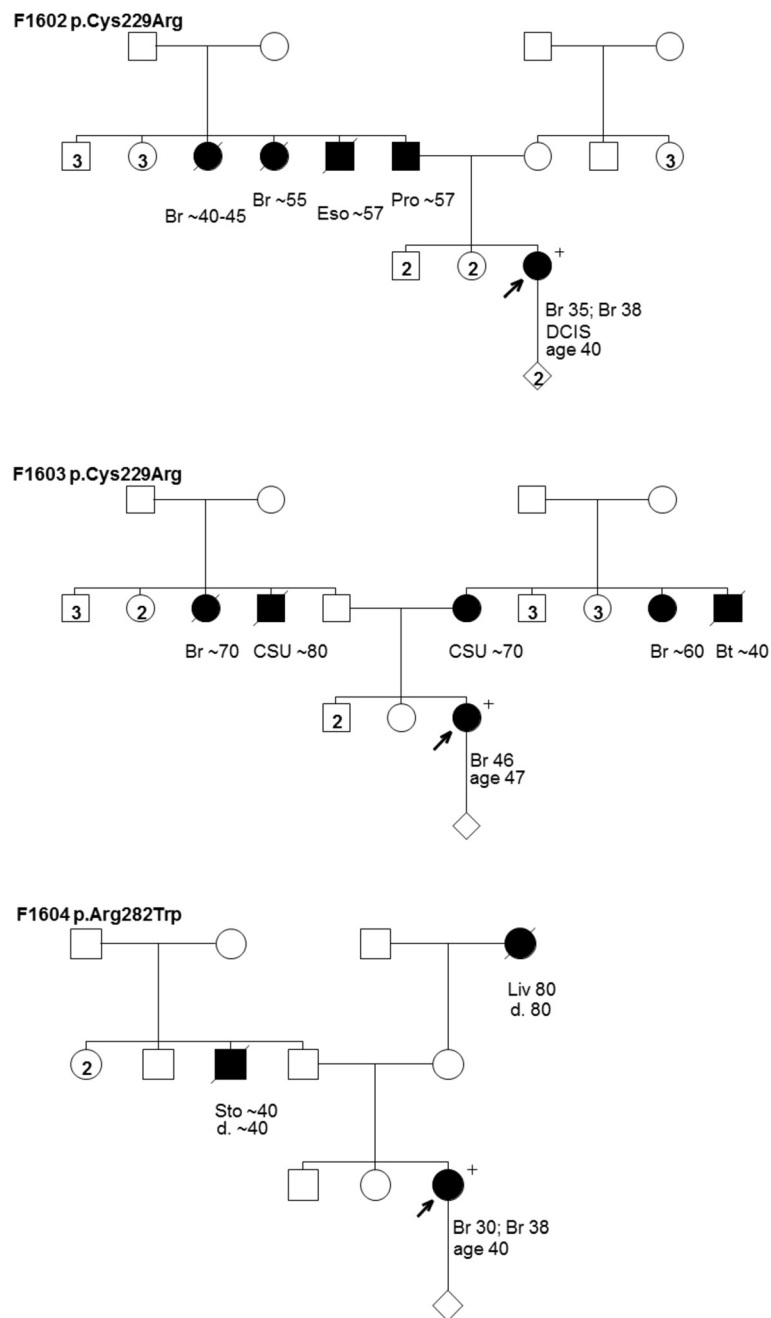 F1602 p.Cys229Arg
3 3
Br ~40-45 Br ~55 Eso ~57 Pro ~57
3
2 2 +
Br 35; Br 38
DCIS
age 40
2
F1603 p.Cys229Arg
3 2 3 3
Br ~70 CSU ~80 CSU ~70 Br ~60 Bt ~40
2 +
Br 46
age 47
F1604 p.Arg282Trp
Liv 80
d. 80
2
Sto ~40
d. ~40
+
Br 30; Br 38
age 40